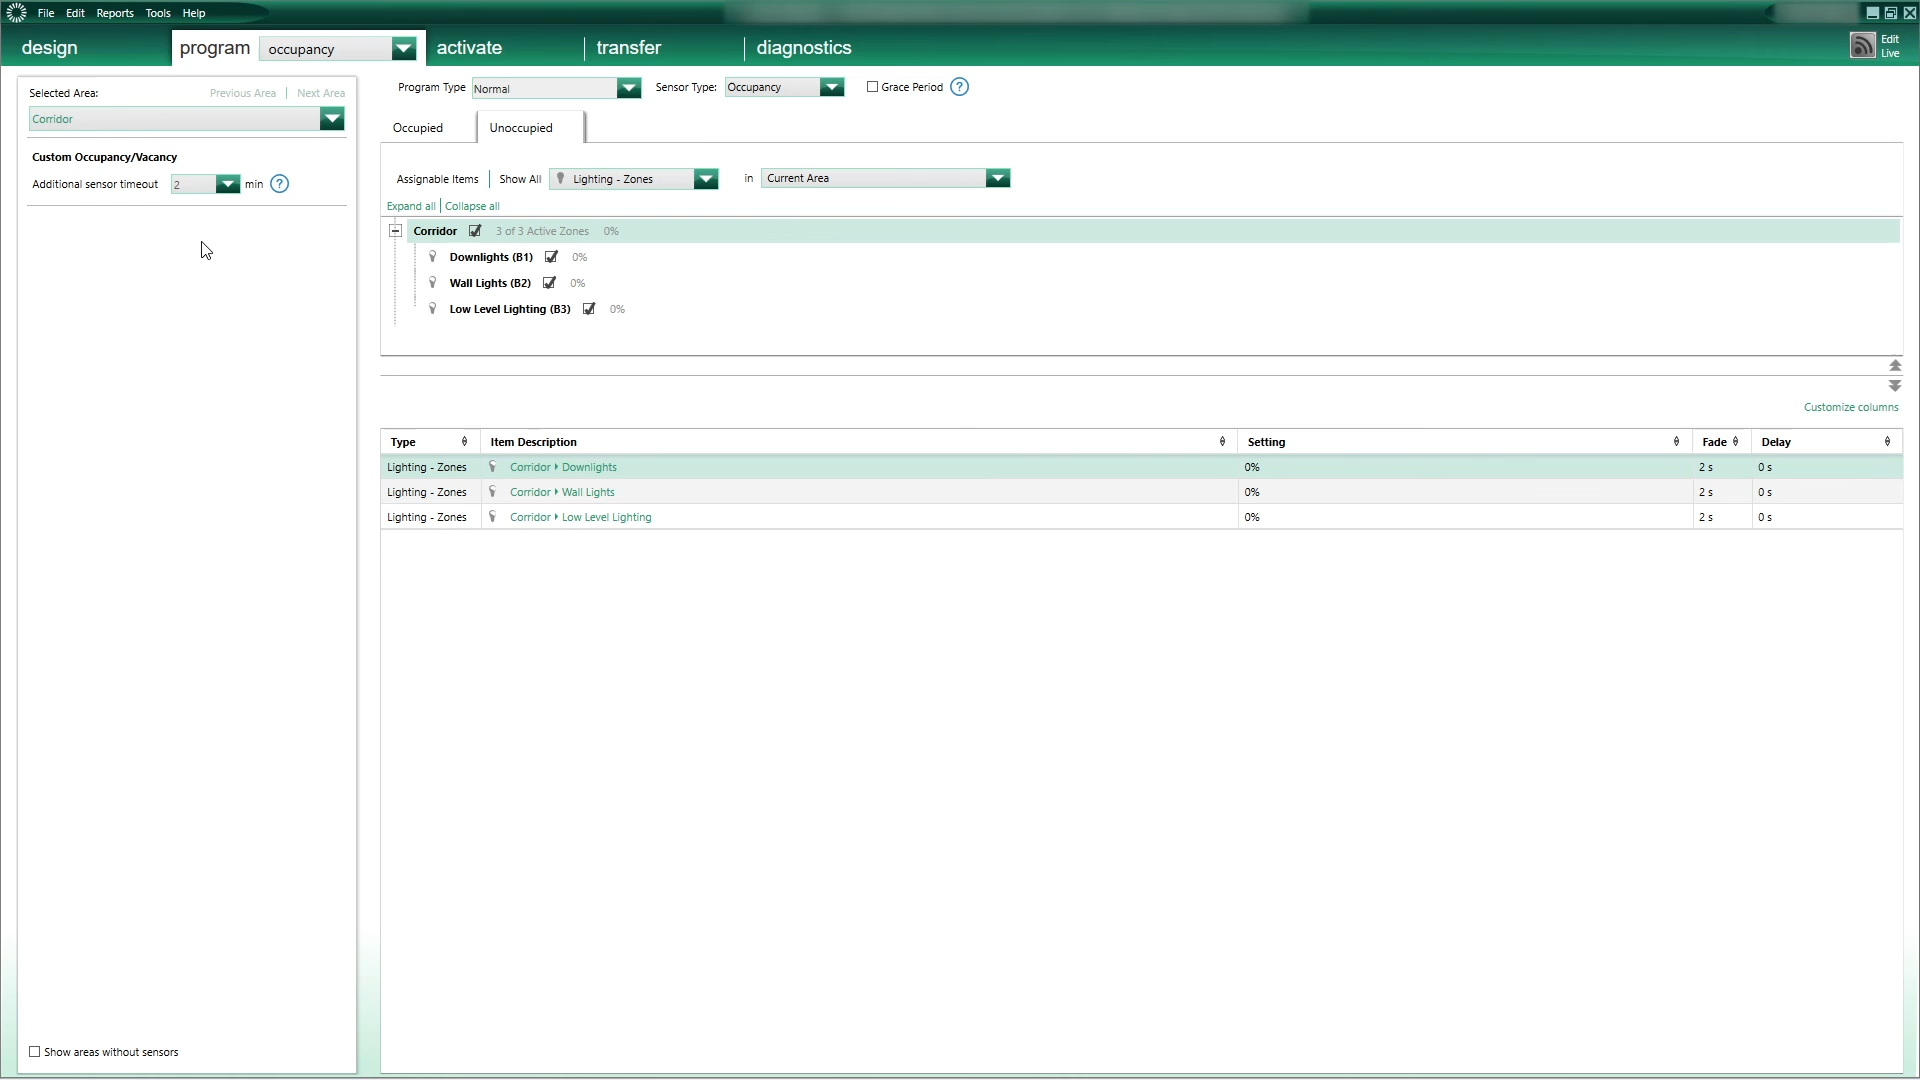 File Edit Reports Tools Help
design program occupancy activate transfer diagnostics Edit Live
Selected Area: Previous Area | Next Area
Corridor
Custom Occupancy/Vacancy
Additional sensor timeout 2 min ?
Show areas without sensors
Program Type Normal Sensor Type: Occupancy Grace Period ?
Occupied Unoccupied
Assignable Items | Show All Lighting - Zones in Current Area
Expand all | Collapse all
Corridor 3 of 3 Active Zones 0%
Downlights (B1) 0%
Wall Lights (B2) 0%
Low Level Lighting (B3) 0%
Customize columns
Type Item Description Setting Fade Delay
Lighting - Zones Corridor Downlights 0% 2 s 0 s
Lighting - Zones Corridor Wall Lights 0% 2 s 0 s
Lighting - Zones Corridor Low Level Lighting 0% 2 s 0 s